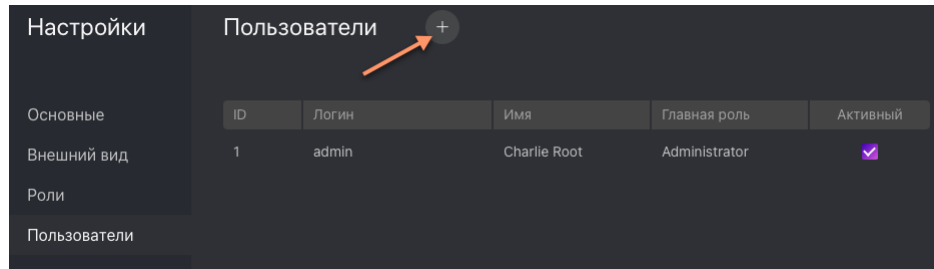 Настройки
Пользователи +
Основные
Внешний вид
Роли
Пользователи
ID Логин Имя Главная роль Активный
1 admin Charlie Root Administrator